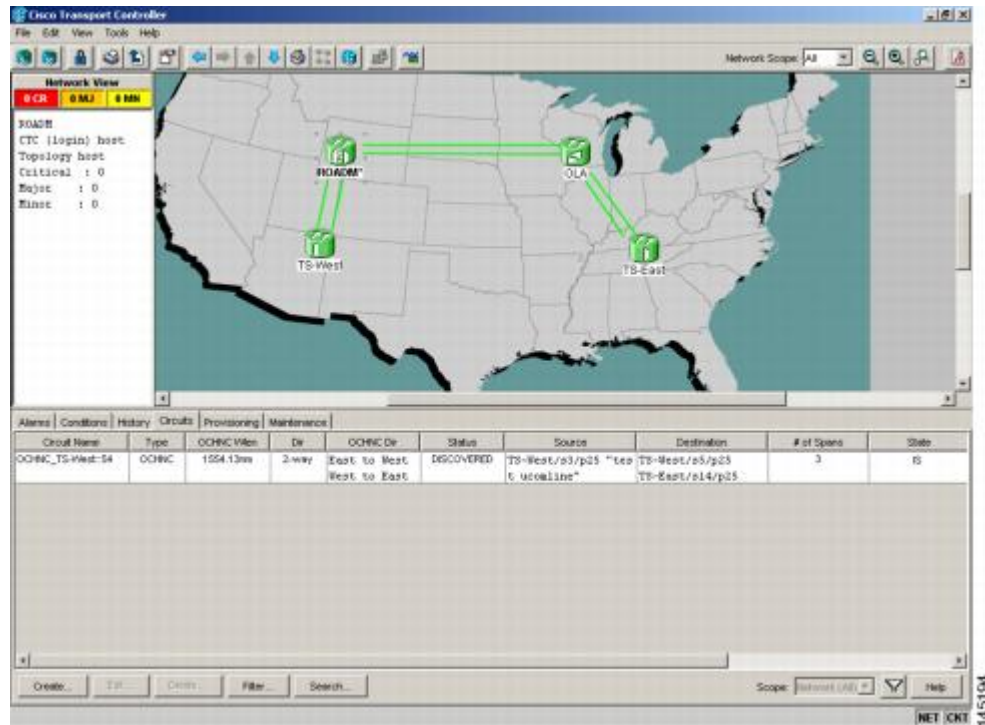 Cisco Transport Controller
File Edit View Tools Help
Network Scope: All
Network View
0 CR 0 MJ 0 MN
ROADM
CTC (login) host
Topology host
Critical : 0
Major : 0
Minor : 0
ROADM*
OLA
TS-West
TS-East
Alarms Conditions History Circuits Provisioning Maintenance
Circuit Name Type OCHNC Wlen Dir OCHNC Dir Status Source Destination # of Spans State
OCHNC_TS-West::54 OCHNC 1554.13nm 2-way East to West DISCOVERED TS-West/s3/p25 "tes TS-West/s5/p25 3 IS
West to East t ucomline" TS-East/s14/p25
Create... Edit... Delete... Filter... Search... Scope: Network (All) Help
NET CKT
145194